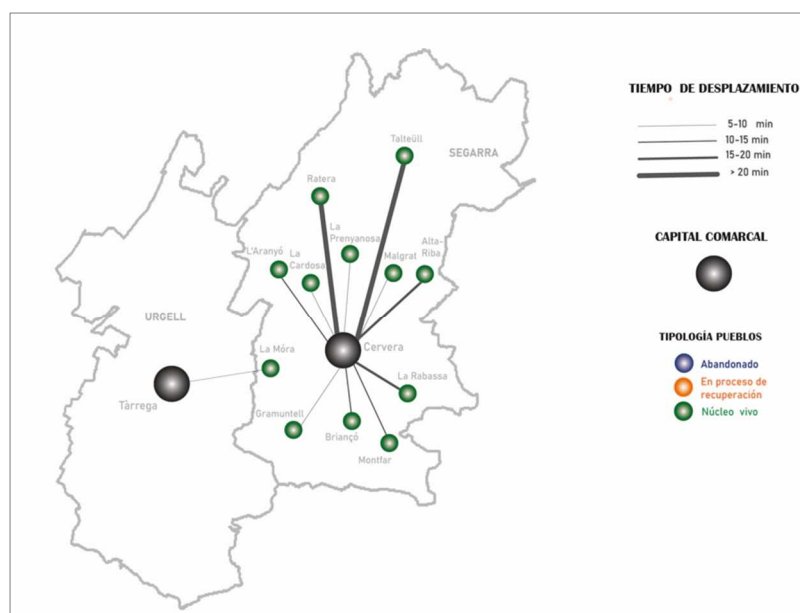 TIEMPO DE DESPLAZAMIENTO
5-10 min
10-15 min
15-20 min
> 20 min
CAPITAL COMARCAL
TIPOLOGÍA PUEBLOS
Abandonado
En proceso de
recuperación
Núcleo vivo
SEGARRA
Talteüll
Ratera
La
Prenyanosa
Alta-
Riba
L'Aranyó
La
Cardosa
Malgrat
URGELL
Cervera
La Móra
Tàrrega
La Rabassa
Gramuntell
Briançó
Montfar